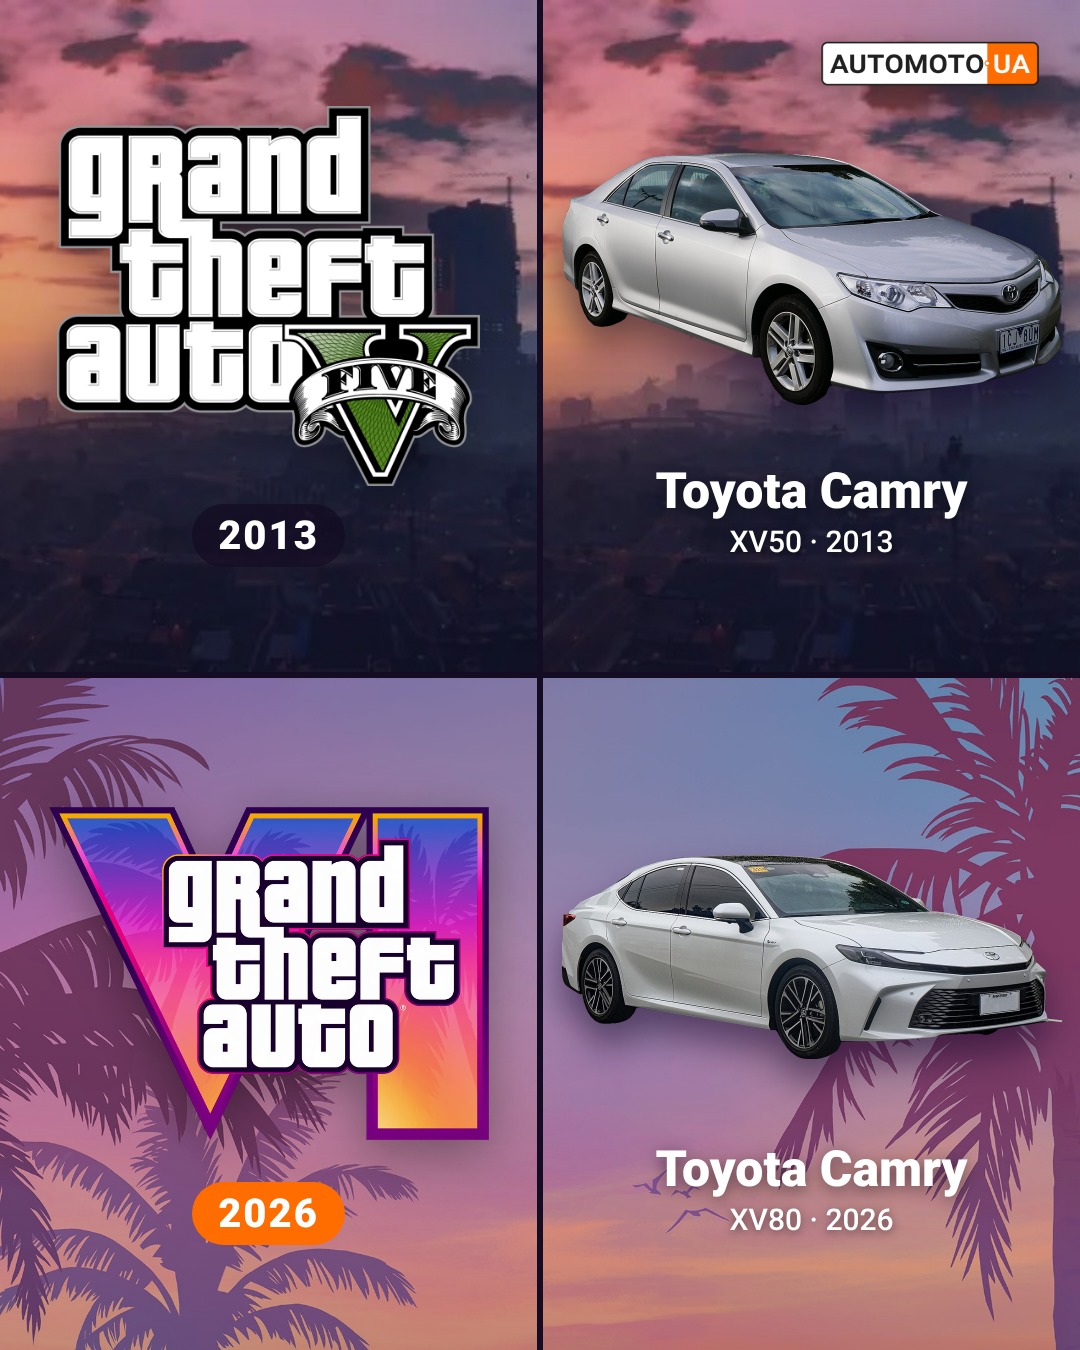 grand
theft
auto
FIVE
2013
AUTOMOTO.UA
Toyota Camry
XV50 · 2013
VI
grand
theft
auto
2026
Toyota Camry
XV80 · 2026